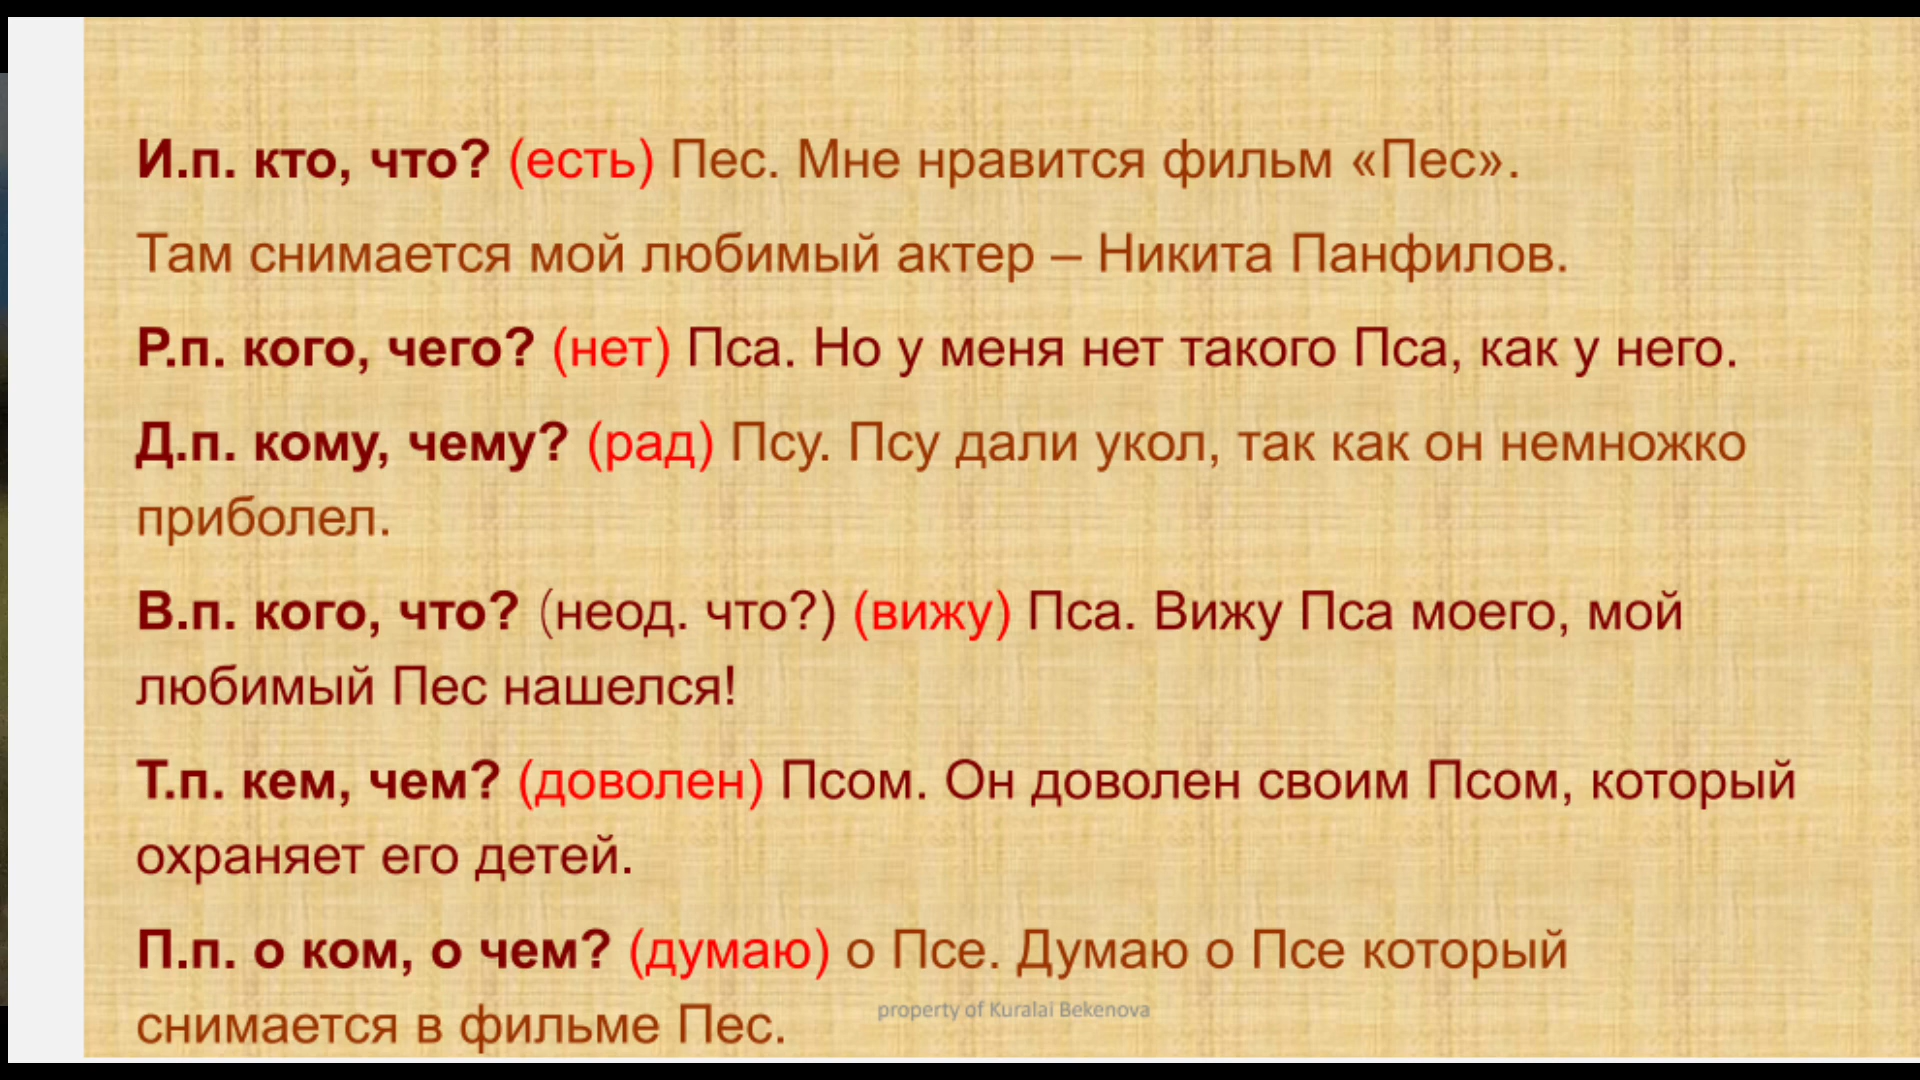 И.п. кто, что? (есть) Пес. Мне нравится фильм «Пес».
Там снимается мой любимый актер – Никита Панфилов.
Р.п. кого, чего? (нет) Пса. Но у меня нет такого Пса, как у него.
Д.п. кому, чему? (рад) Псу. Псу дали укол, так как он немножко
приболел.
В.п. кого, что? (неод. что?) (вижу) Пса. Вижу Пса моего, мой
любимый Пес нашелся!
Т.п. кем, чем? (доволен) Псом. Он доволен своим Псом, который
охраняет его детей.
П.п. о ком, о чем? (думаю) о Псе. Думаю о Псе который
снимается в фильме Пес.
property of Kuralai Bekenova